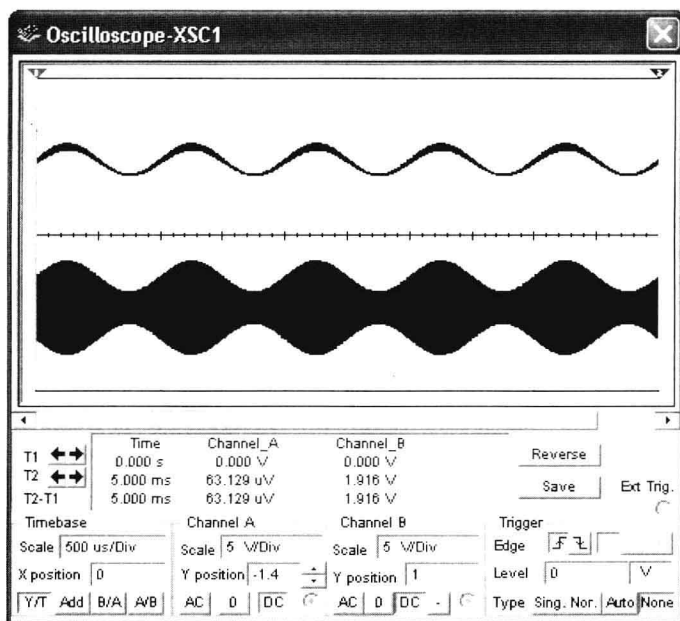 Oscilloscope-XSC1
1 2
Time Channel_A Channel_B
T1 0.000 s 0.000 V 0.000 V
T2 5.000 ms 63.129 uV 1.916 V
T2-T1 5.000 ms 63.129 uV 1.916 V
Reverse
Save
Ext Trig.
Timebase
Scale 500 us/Div
X position 0
Y/T Add B/A A/B
Channel A
Scale 5 V/Div
Y position -1.4
AC 0 DC
Channel B
Scale 5 V/Div
Y position 1
AC 0 DC -
Trigger
Edge
Level 0 V
Type Sing. Nor. Auto None